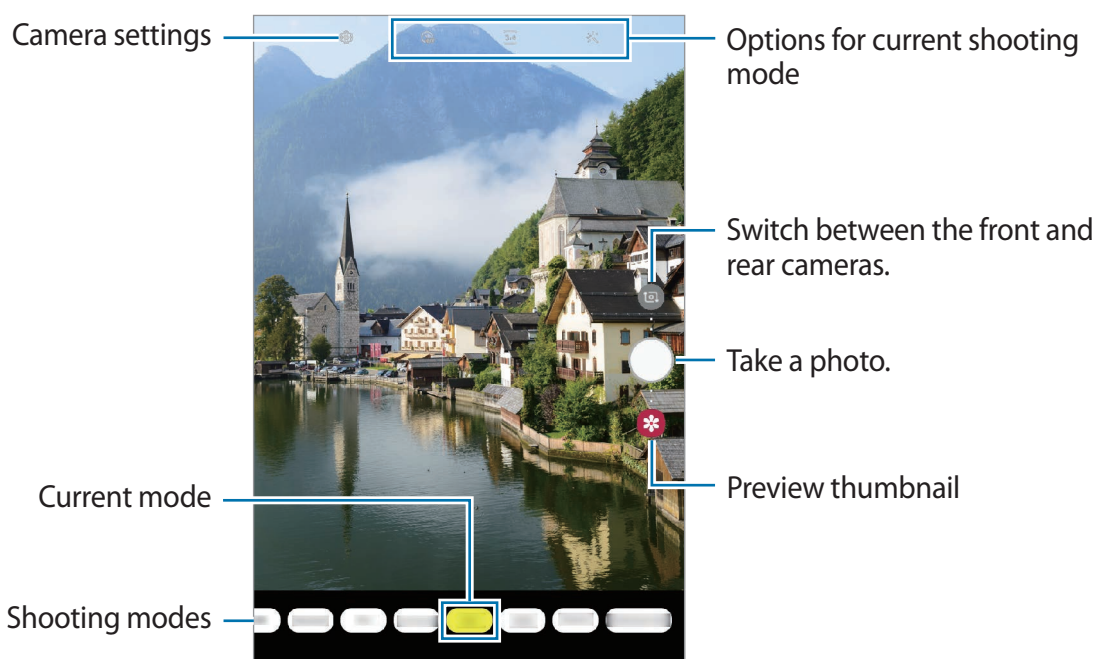 Camera settings
Options for current shooting
mode
Switch between the front and
rear cameras.
Take a photo.
Preview thumbnail
Current mode
Shooting modes